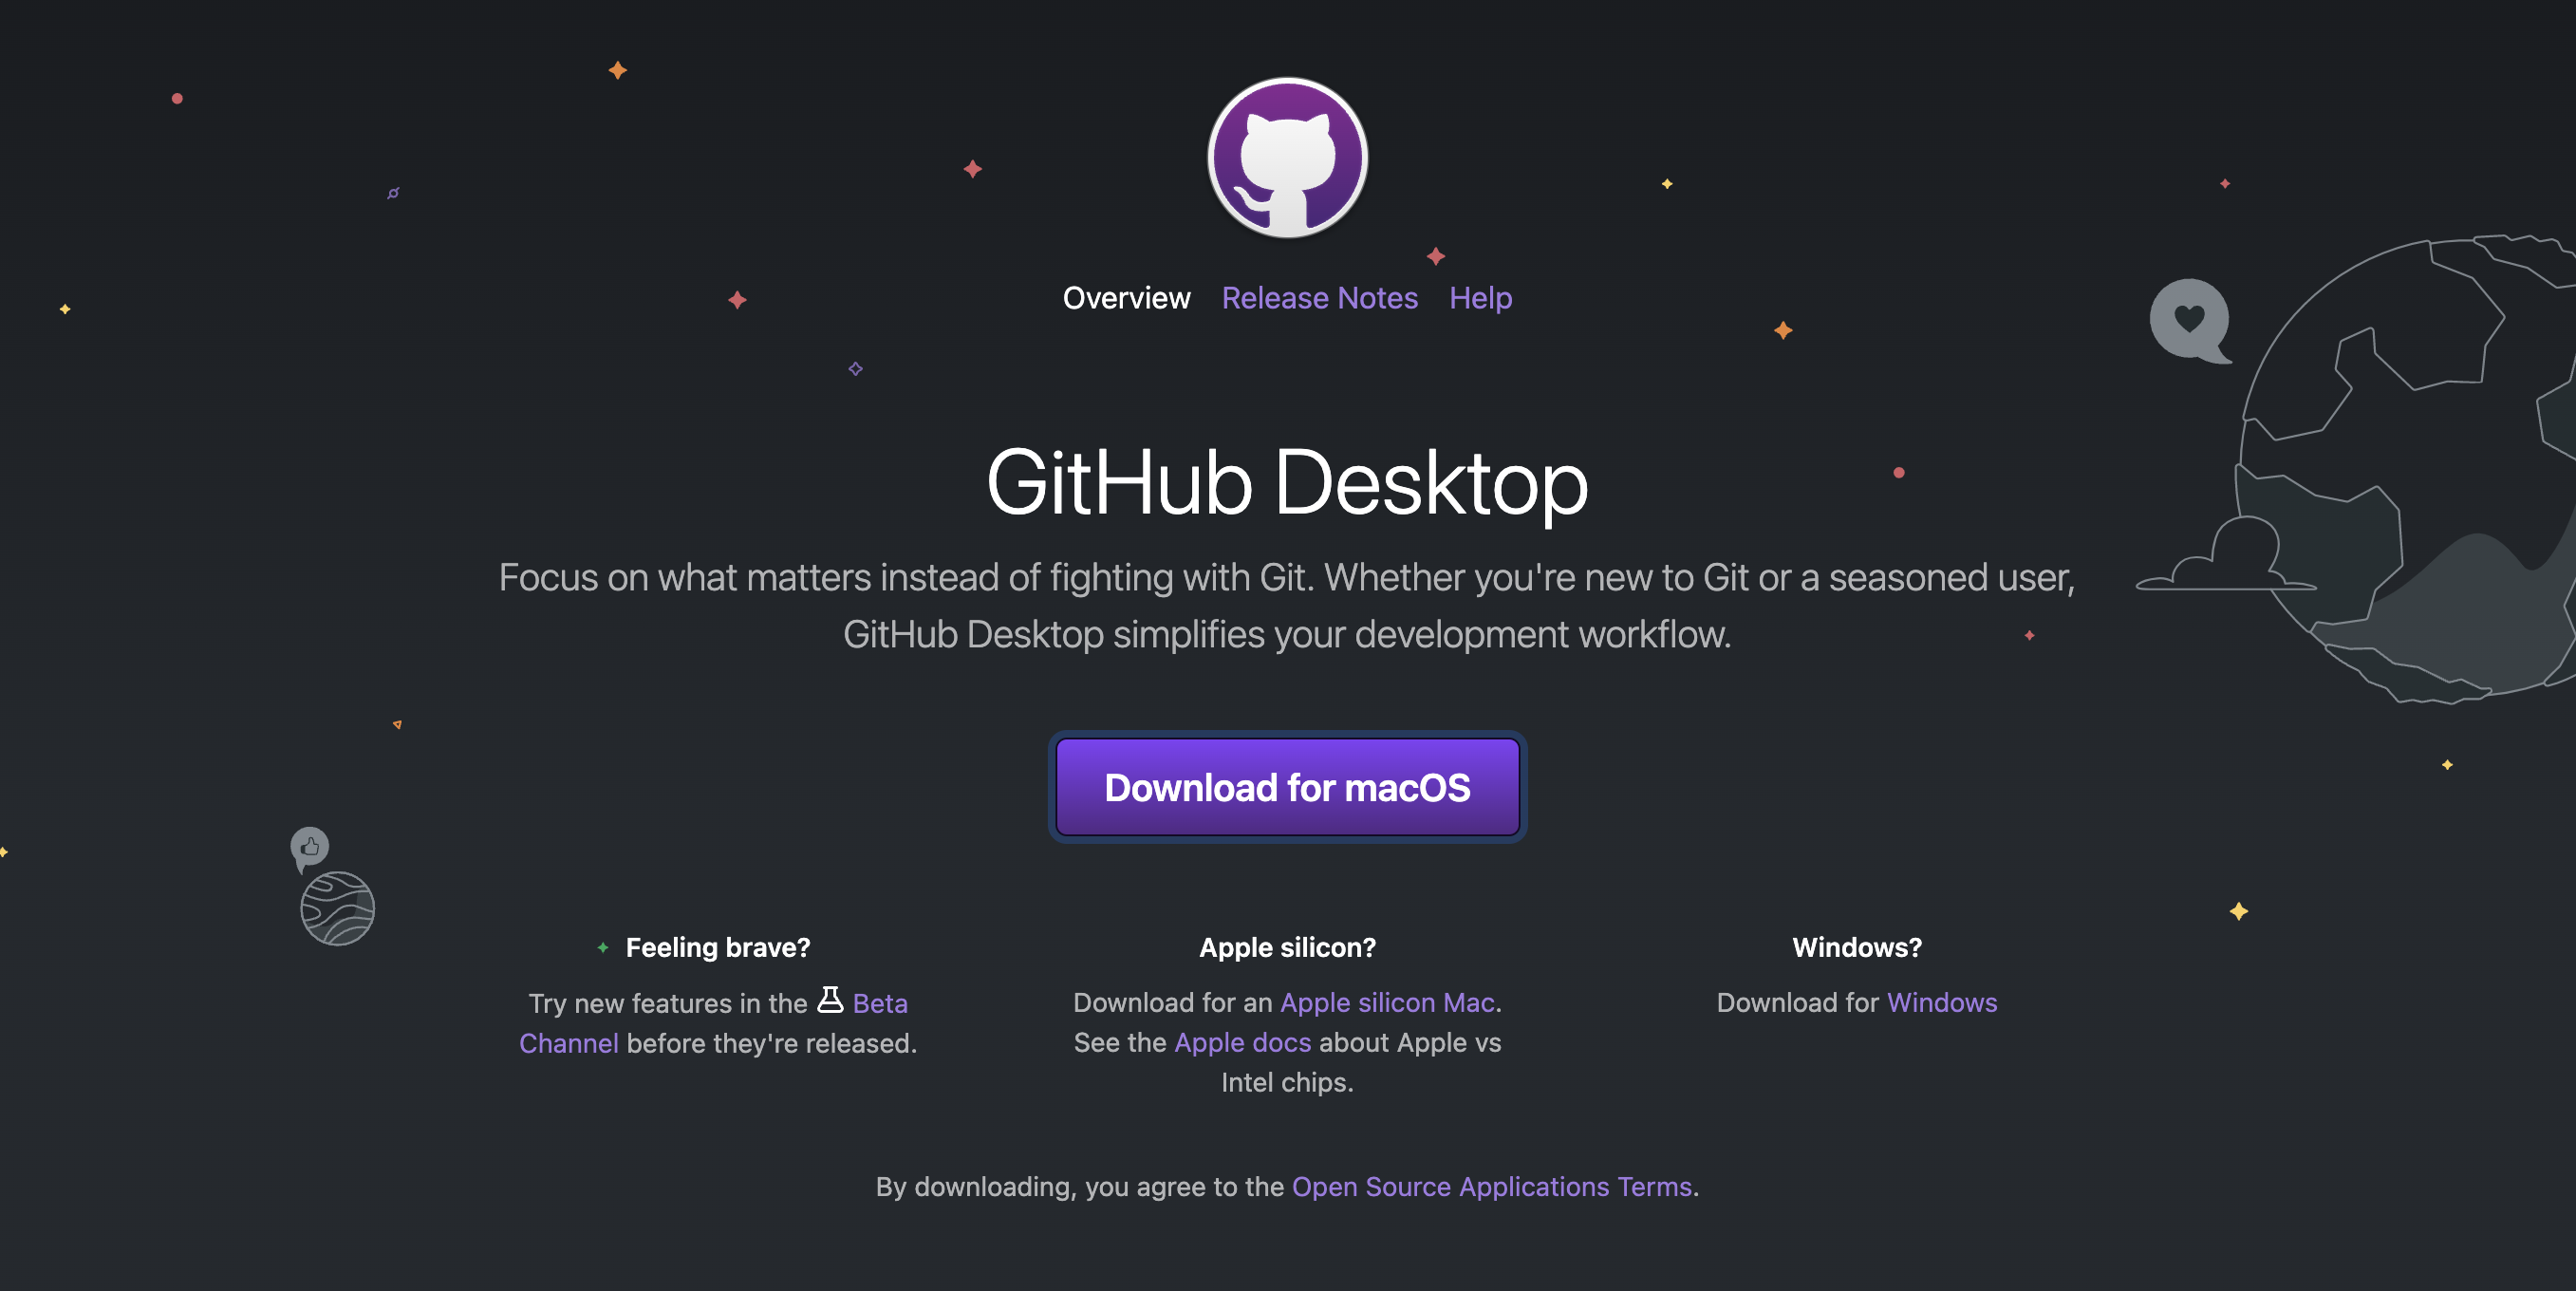 Overview Release Notes Help
GitHub Desktop
Focus on what matters instead of fighting with Git. Whether you're new to Git or a seasoned user,
GitHub Desktop simplifies your development workflow.
Download for macOS
Feeling brave?
Try new features in the Beta
Channel before they're released.
Apple silicon?
Download for an Apple silicon Mac.
See the Apple docs about Apple vs
Intel chips.
Windows?
Download for Windows
By downloading, you agree to the Open Source Applications Terms.